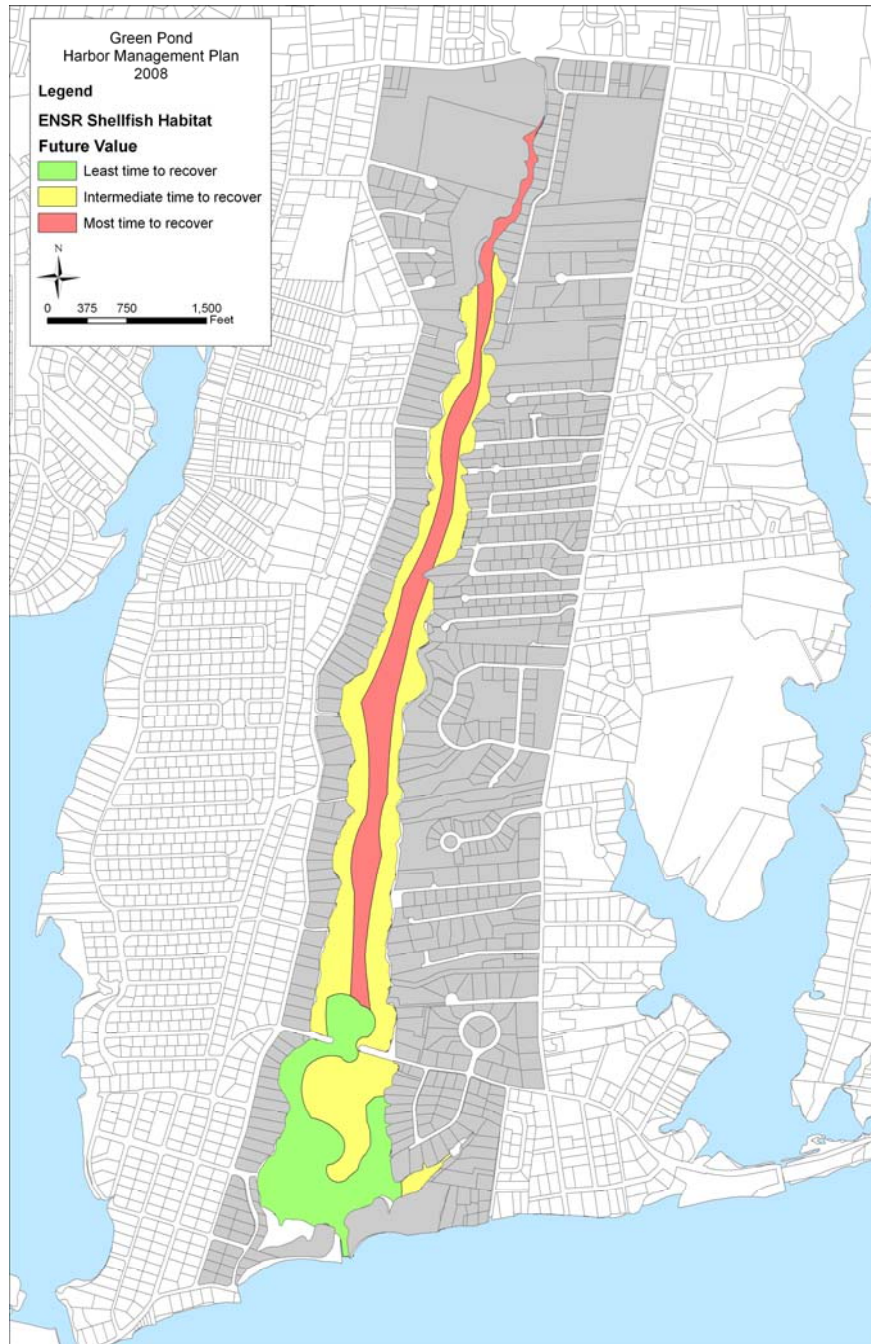 Green Pond
Harbor Management Plan
2008
Legend
ENSR Shellfish Habitat
Future Value
Least time to recover
Intermediate time to recover
Most time to recover
N
0 375 750 1,500
Feet